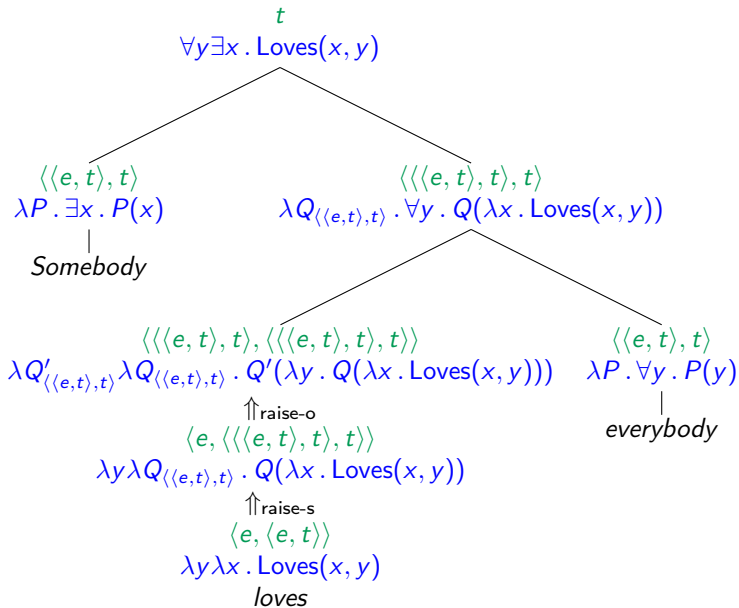 t
∀y∃x . Loves(x, y)
⟨⟨e, t⟩, t⟩
λP . ∃x . P(x)
Somebody
⟨⟨⟨e, t⟩, t⟩, t⟩
λQ⟨⟨e,t⟩,t⟩ . ∀y . Q(λx . Loves(x, y))
⟨⟨⟨e, t⟩, t⟩, ⟨⟨⟨e, t⟩, t⟩, t⟩⟩
λQ′⟨⟨e,t⟩,t⟩λQ⟨⟨e,t⟩,t⟩ . Q′(λy . Q(λx . Loves(x, y)))
⇑raise-o
⟨e, ⟨⟨⟨e, t⟩, t⟩, t⟩⟩
λyλQ⟨⟨e,t⟩,t⟩ . Q(λx . Loves(x, y))
⇑raise-s
⟨e, ⟨e, t⟩⟩
λyλx . Loves(x, y)
loves
⟨⟨e, t⟩, t⟩
λP . ∀y . P(y)
everybody